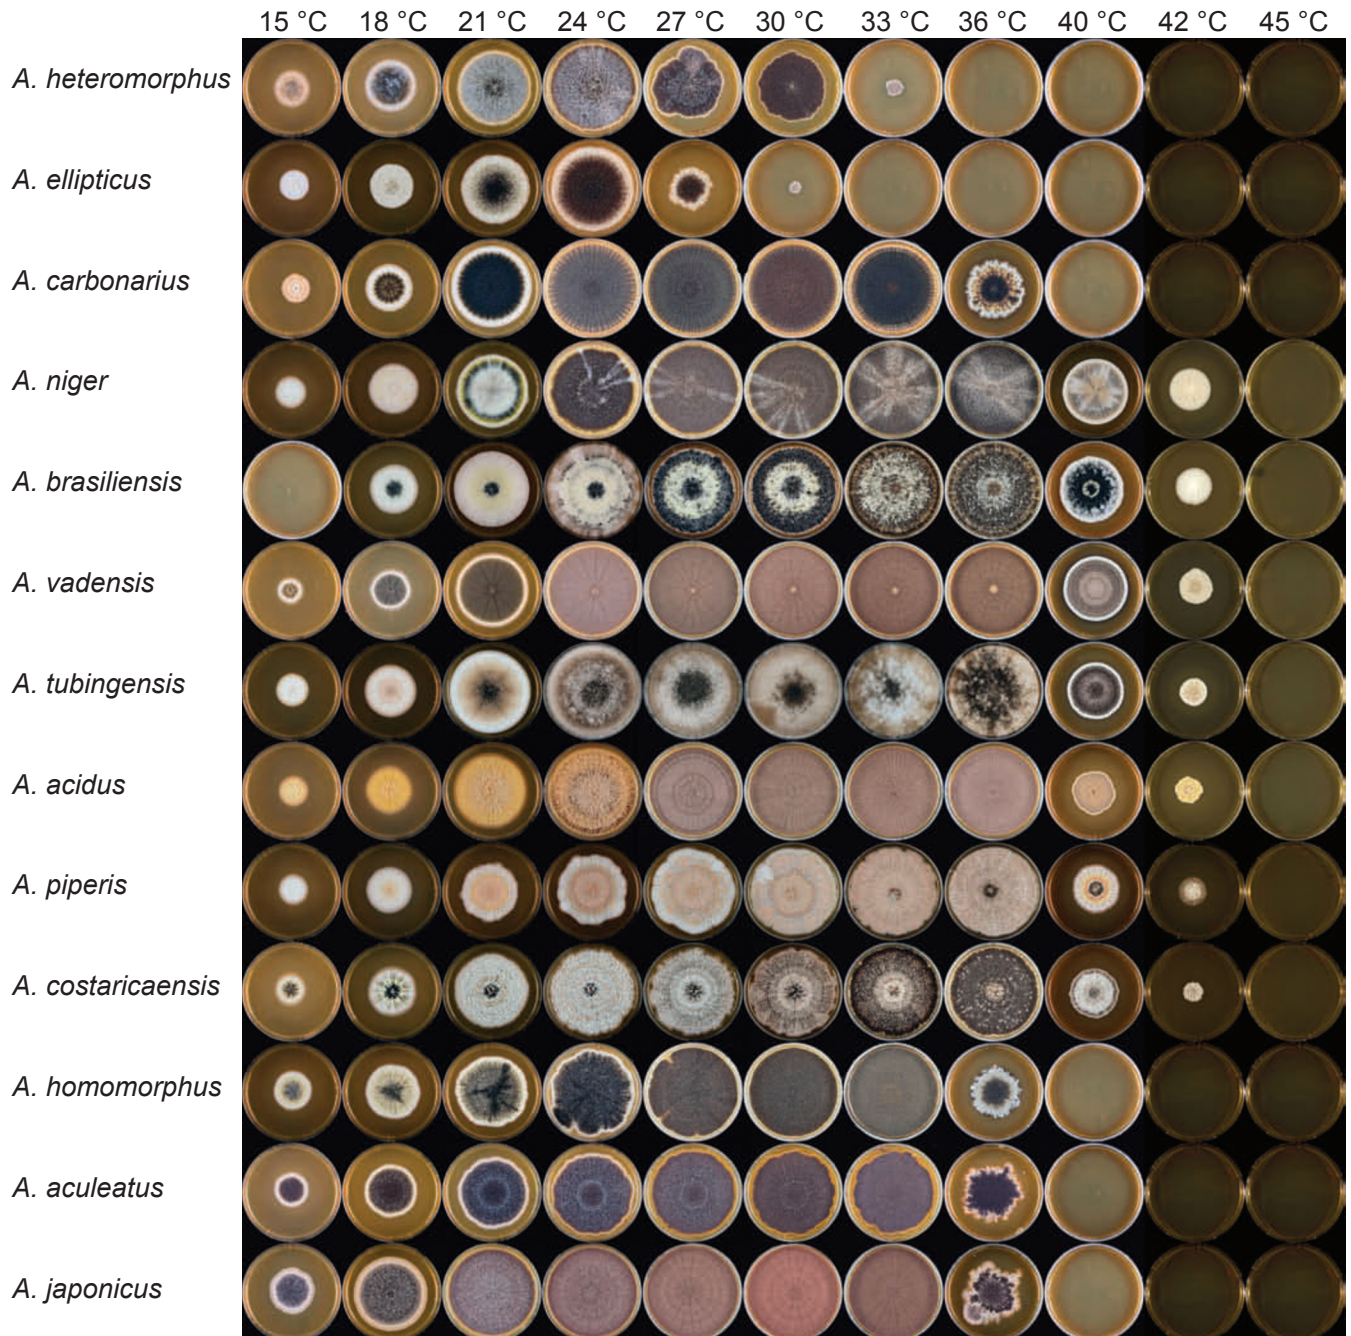 15 °C 18 °C 21 °C 24 °C 27 °C 30 °C 33 °C 36 °C 40 °C 42 °C 45 °C
A. heteromorphus
A. ellipticus
A. carbonarius
A. niger
A. brasiliensis
A. vadensis
A. tubingensis
A. acidus
A. piperis
A. costaricaensis
A. homomorphus
A. aculeatus
A. japonicus